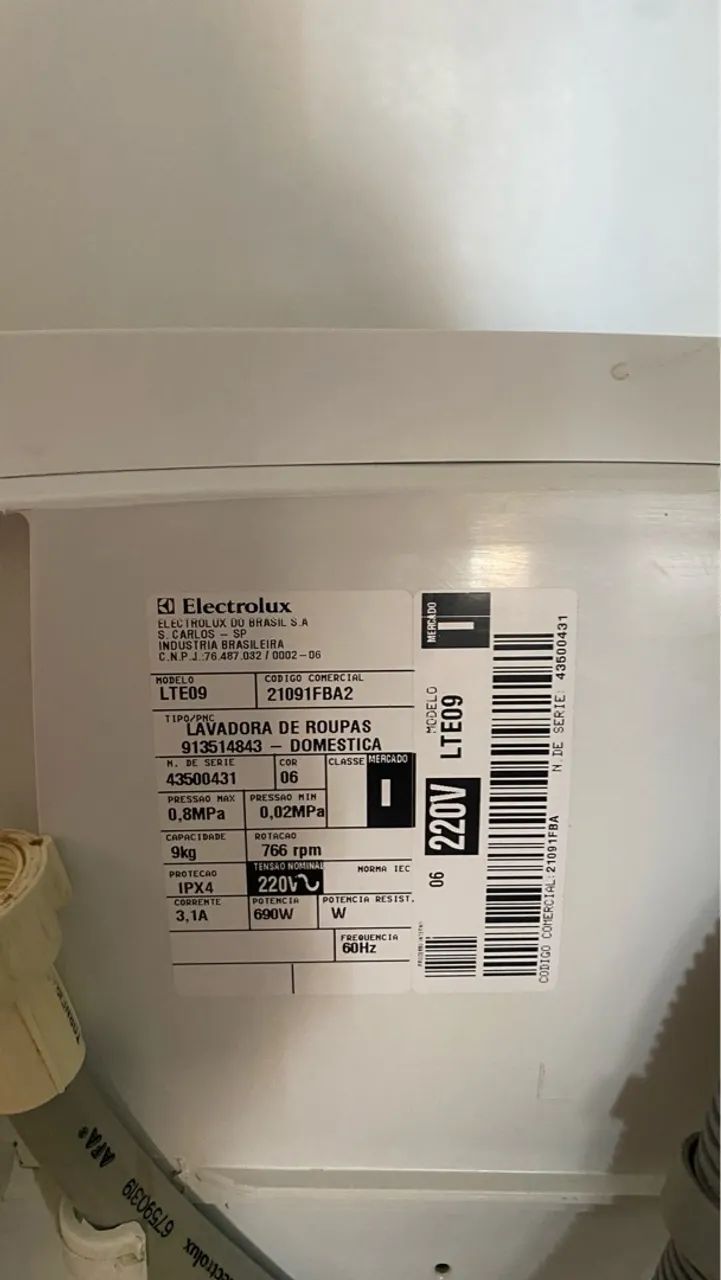 Electrolux
ELECTROLUX DO BRASIL S.A
S. CARLOS - SP
INDUSTRIA BRASILEIRA
C.N.P.J.:76.487.032 / 0002-06
MODELO
LTE09
CODIGO COMERCIAL
21091FBA2
TIPO/PNC
LAVADORA DE ROUPAS
913514843 - DOMESTICA
N. DE SERIE
43500431
COR
06
CLASSE
MERCADO
I
PRESSAO MAX
0,8MPa
PRESSAO MIN
0,02MPa
CAPACIDADE
9kg
ROTACAO
766 rpm
PROTECAO
IPX4
TENSAO NOMINAL
220V~
NORMA IEC
CORRENTE
3,1A
POTENCIA
690W
POTENCIA RESIST.
W
FREQUENCIA
60Hz
MERCADO
I
MODELO
LTE09
220V
06
N.DE SERIE: 43500431
CODIGO COMERCIAL:21091FBA
AFA®
67590319
ectrolux